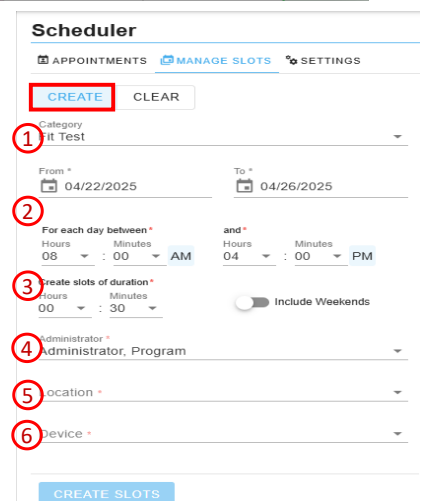 Scheduler
APPOINTMENTS MANAGE SLOTS SETTINGS
CREATE CLEAR
Category
1 Fit Test
From * To *
04/22/2025 04/26/2025
2
For each day between* and*
Hours Minutes Hours Minutes
08 : 00 AM 04 : 00 PM
3 Create slots of duration*
Hours Minutes
00 : 30 Include Weekends
Administrator *
4 Administrator, Program
5 Location *
6 Device *
CREATE SLOTS